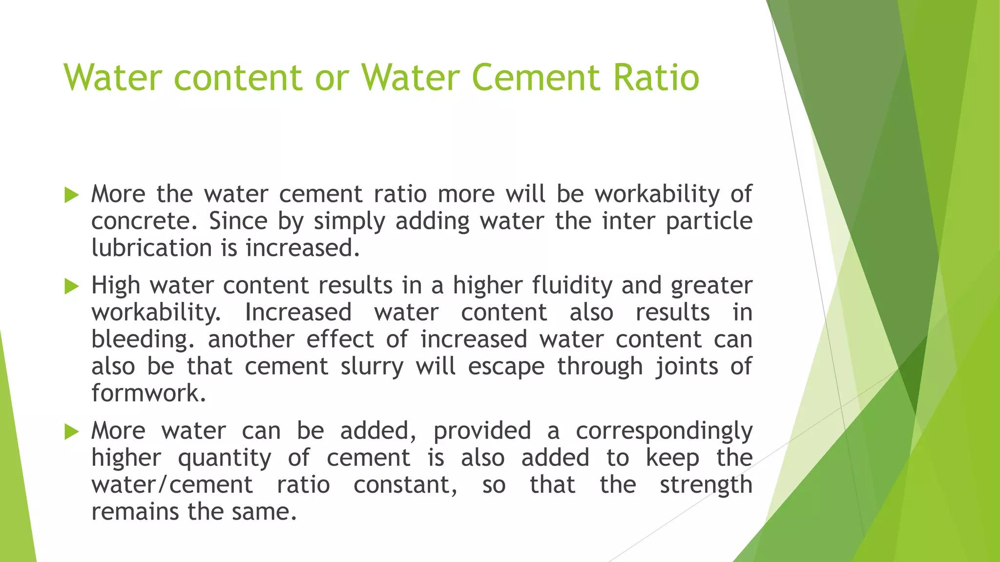 Water content or Water Cement Ratio
More the water cement ratio more will be workability of
concrete. Since by simply adding water the inter particle
lubrication is increased.
High water content results in a higher fluidity and greater
workability. Increased water content also results in
bleeding. another effect of increased water content can
also be that cement slurry will escape through joints of
formwork.
More water can be added, provided a correspondingly
higher quantity of cement is also added to keep the
water/cement ratio constant, so that the strength
remains the same.